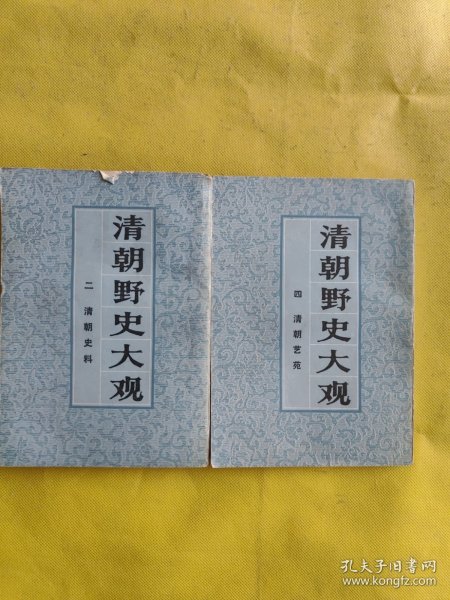 清朝野史大观
二 清朝史料
清朝野史大观
四 清朝艺苑
孔夫子旧书网
www.kongfz.com